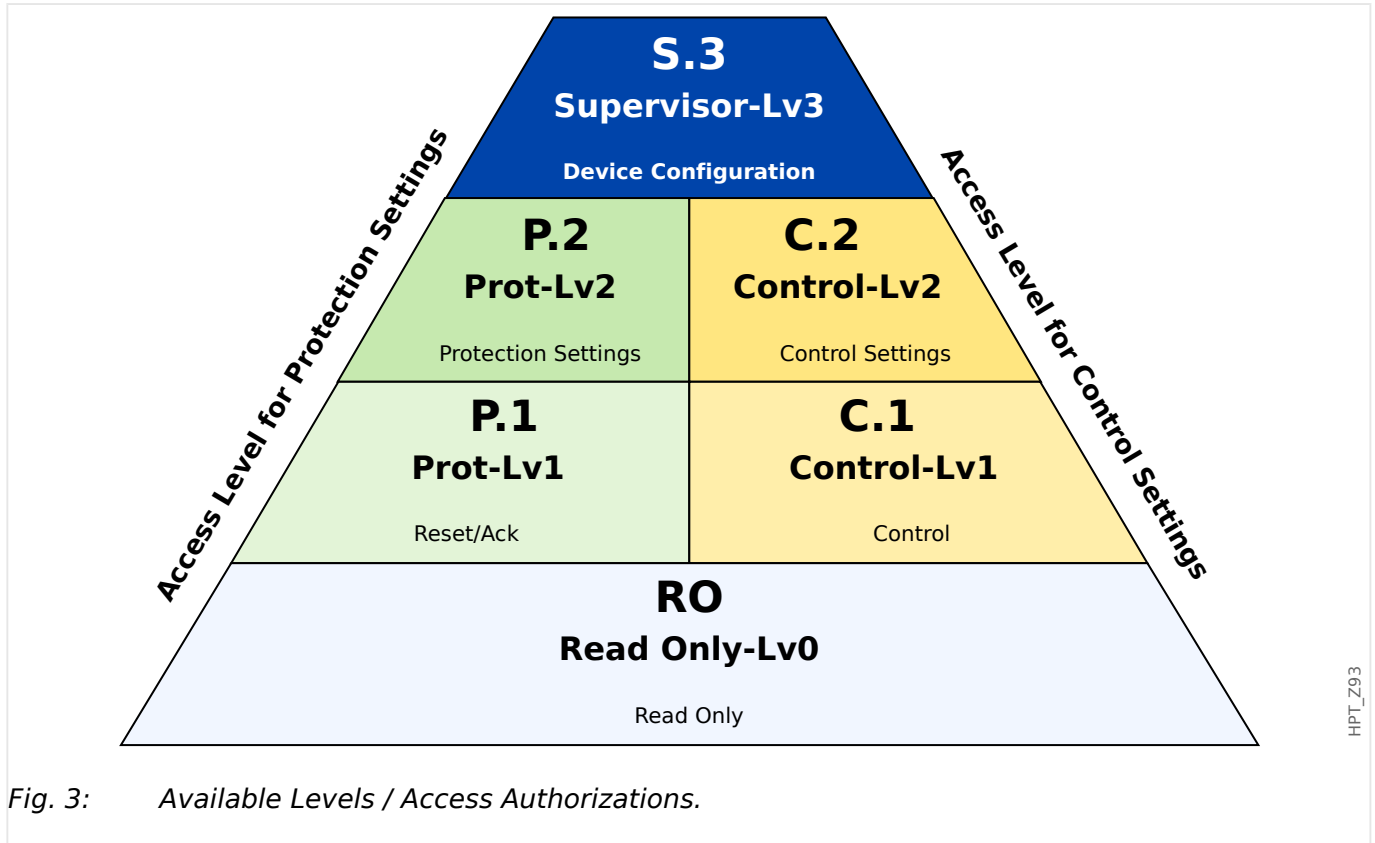 S.3
Supervisor-Lv3
Device Configuration
Access Level for Protection Settings
Access Level for Control Settings
P.2
Prot-Lv2
Protection Settings
C.2
Control-Lv2
Control Settings
P.1
Prot-Lv1
Reset/Ack
C.1
Control-Lv1
Control
RO
Read Only-Lv0
Read Only
HPT_Z93
Fig. 3: Available Levels / Access Authorizations.